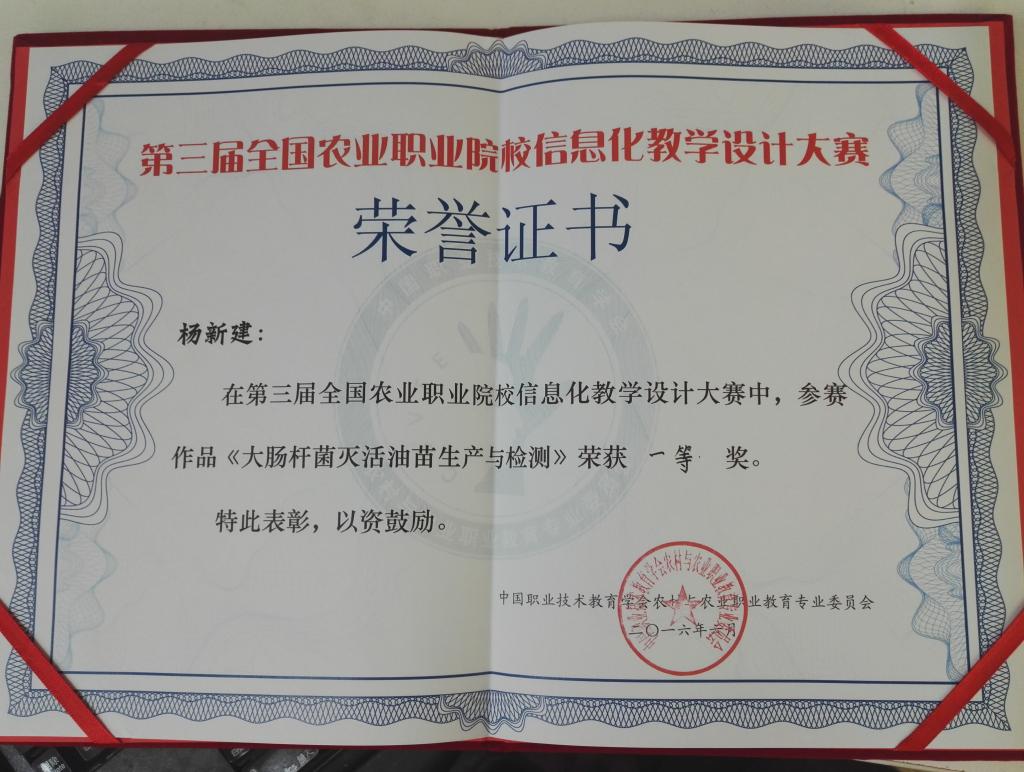 第三届全国农业职业院校信息化教学设计大赛
荣誉证书
杨新建：
在第三届全国农业职业院校信息化教学设计大赛中，参赛
作品《大肠杆菌灭活油苗生产与检测》荣获 一等 奖。
特此表彰，以资鼓励。
中国职业技术教育学会农村与农业职业教育专业委员会
二〇一六年 月